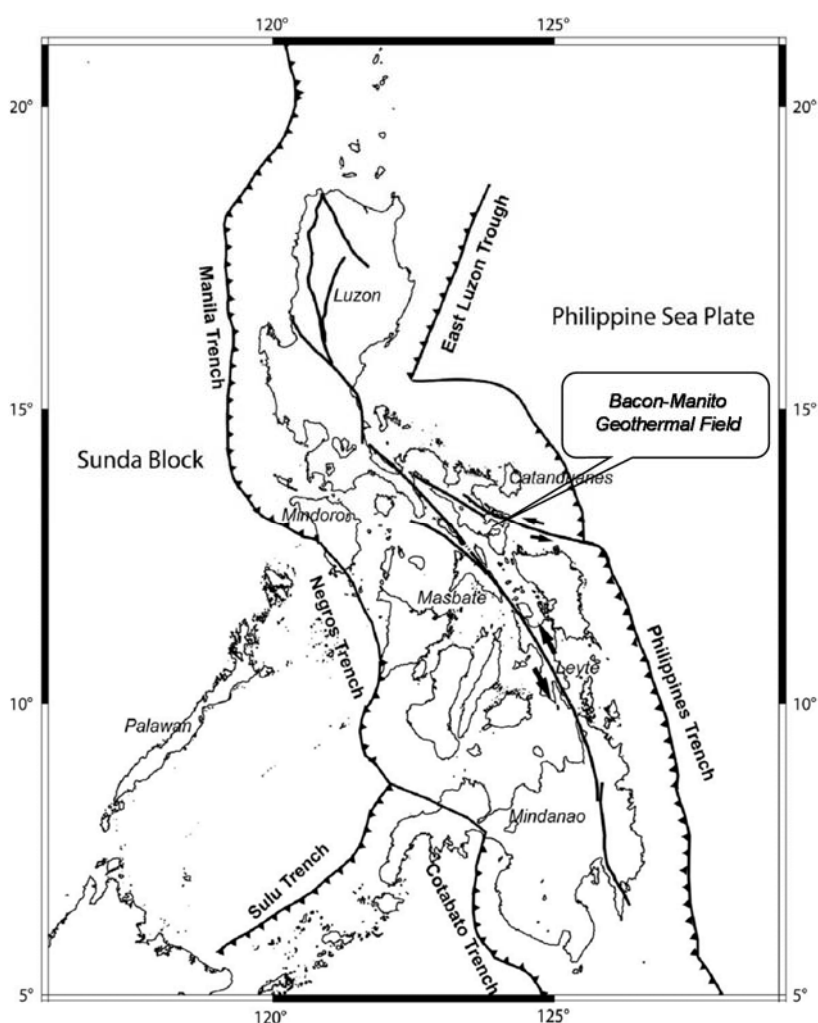 120°
125°
20°
20°
East Luzon Trough
Manila Trench
Luzon
Philippine Sea Plate
15°
15°
Bacon-Manito
Geothermal Field
Sunda Block
Catanduanes
Mindoro
Negros Trench
Masbate
Philippines Trench
Leyte
10°
10°
Palawan
Mindanao
Sulu Trench
Cotabato Trench
5°
5°
120°
125°